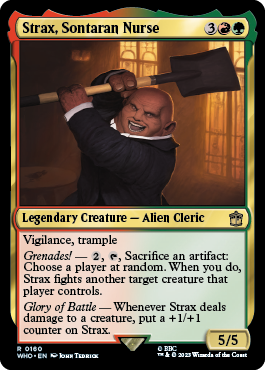 Strax, Sontaran Nurse 3
Legendary Creature — Alien Cleric
Vigilance, trample
Grenades! — 2, , Sacrifice an artifact:
Choose a player at random. When you do,
Strax fights another target creature that
player controls.
Glory of Battle — Whenever Strax deals
damage to a creature, put a +1/+1
counter on Strax.
5/5
R 0160
WHO • EN JOHN TEDRICK
© BBC
™ & © 2023 Wizards of the Coast